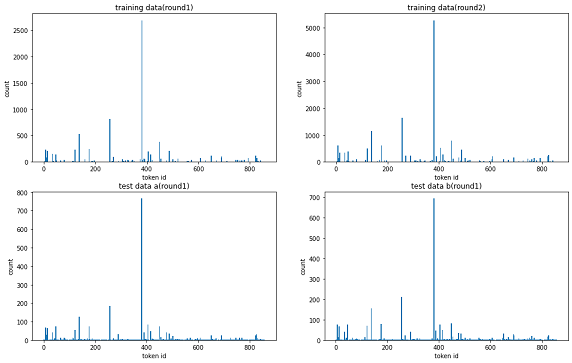 training data(round1)
2500
2000
1500
1000
500
0
count
0 200 400 600 800
token id
training data(round2)
5000
4000
3000
2000
1000
0
count
0 200 400 600 800
token id
test data a(round1)
800
700
600
500
400
300
200
100
0
count
0 200 400 600 800
token id
test data b(round1)
700
600
500
400
300
200
100
0
count
0 200 400 600 800
token id